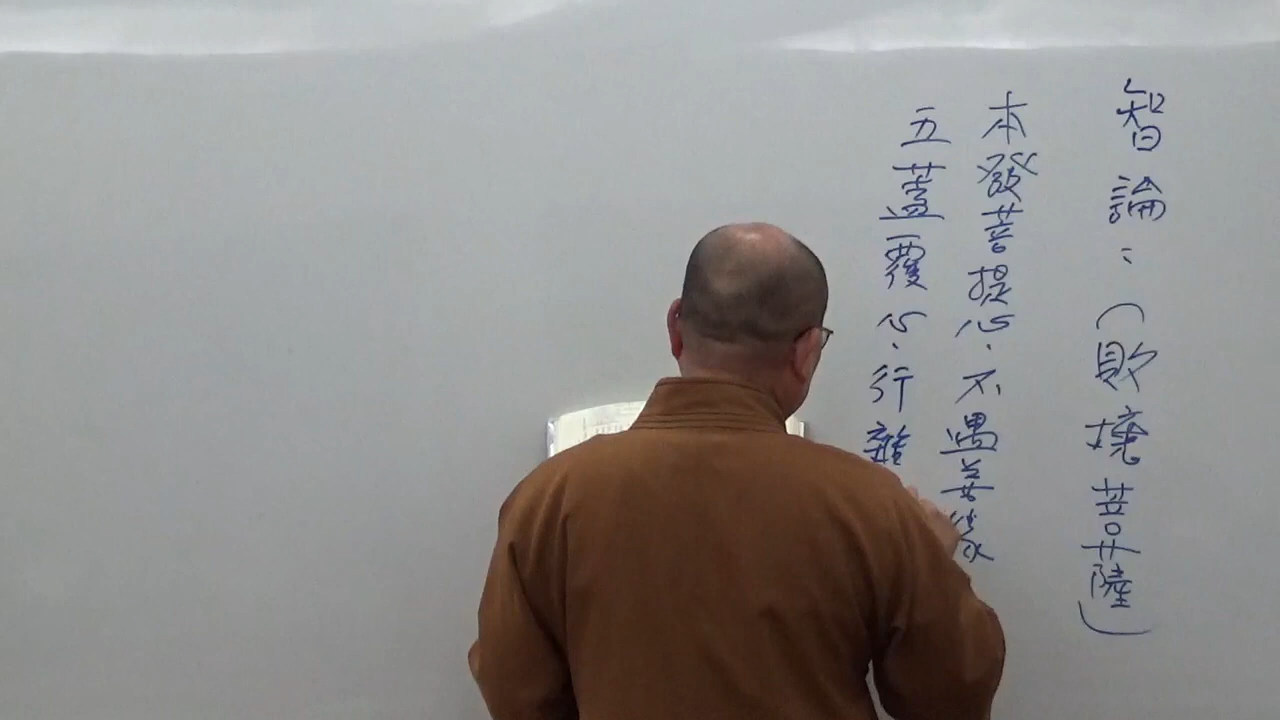 智論：（敗壞菩薩）
本發菩提心、不遇善緣
五蓋覆心、行雜